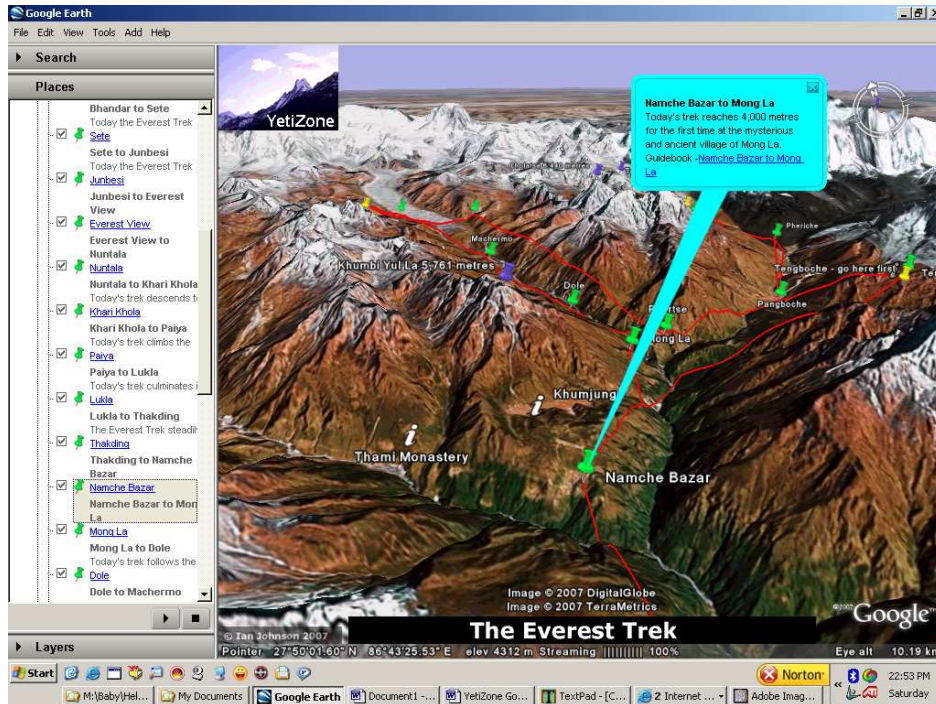 Google Earth
File Edit View Tools Add Help
Search
Places
Bhandar to Sete
Today the Everest Trek
Sete
Sete to Junbesi
Today the Everest Trek
Junbesi
Junbesi to Everest
View
Everest View
Everest View to
Nuntala
Nuntala
Nuntala to Khari Khola
Today's trek descends t
Khari Khola
Khari Khola to Paiya
Today's trek climbs the
Paiya
Paiya to Lukla
Today's trek culminates i
Lukla
Lukla to Thakding
The Everest Trek steadil
Thakding
Thakding to Namche
Bazar
Namche Bazar
Namche Bazar to Mon
La
Mong La
Mong La to Dole
Today's trek follows the
Dole
Dole to Machermo
Layers
YetiZone
Namche Bazar to Mong La
Today's trek reaches 4,000 metres
for the first time at the mysterious
and ancient village of Mong La.
Guidebook -Namche Bazar to Mong
La
Machermo
Pheriche
Khumbi Yul La 5,761 metres
Tengboche - go here first
Dole
Pangboche
Mong La
Khumjung
Thami Monastery
Namche Bazar
Image © 2007 DigitalGlobe
Image © 2007 TerraMetrics
©2007 Google™
© Ian Johnson 2007
The Everest Trek
Pointer 27°50'01.60" N 86°43'25.53" E elev 4312 m Streaming 100% Eye alt 10.19 km
Start
Norton
22:53 PM
M:\Baby\Hel...
My Documents
Google Earth
Document1 -...
YetiZone Go...
TextPad - [C...
2 Internet ...
Adobe Imag...
Saturday